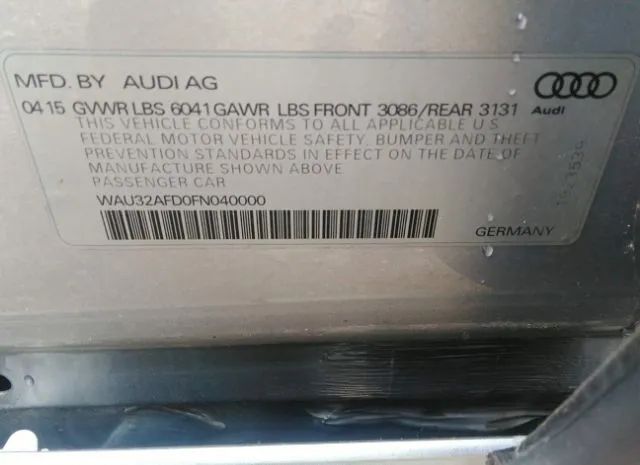 MFD. BY AUDI AG
04 15 GVWR LBS 6041 GAWR LBS FRONT 3086/REAR 3131
Audi
THIS VEHICLE CONFORMS TO ALL APPLICABLE U S
FEDERAL MOTOR VEHICLE SAFETY, BUMPER AND THEFT
PREVENTION STANDARDS IN EFFECT ON THE DATE OF
MANUFACTURE SHOWN ABOVE
PASSENGER CAR
WAU32AFD0FN040000
GERMANY